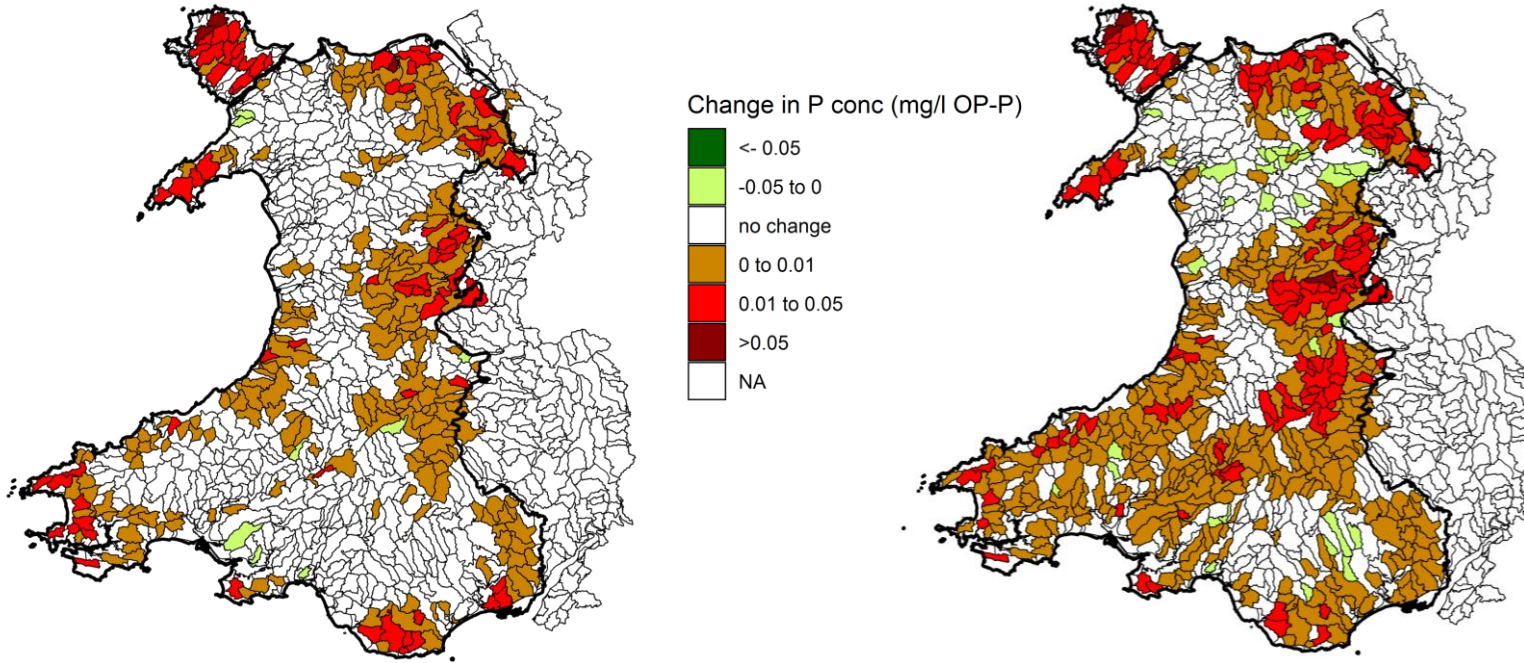 Change in P conc (mg/l OP-P)
<- 0.05
-0.05 to 0
no change
0 to 0.01
0.01 to 0.05
>0.05
NA